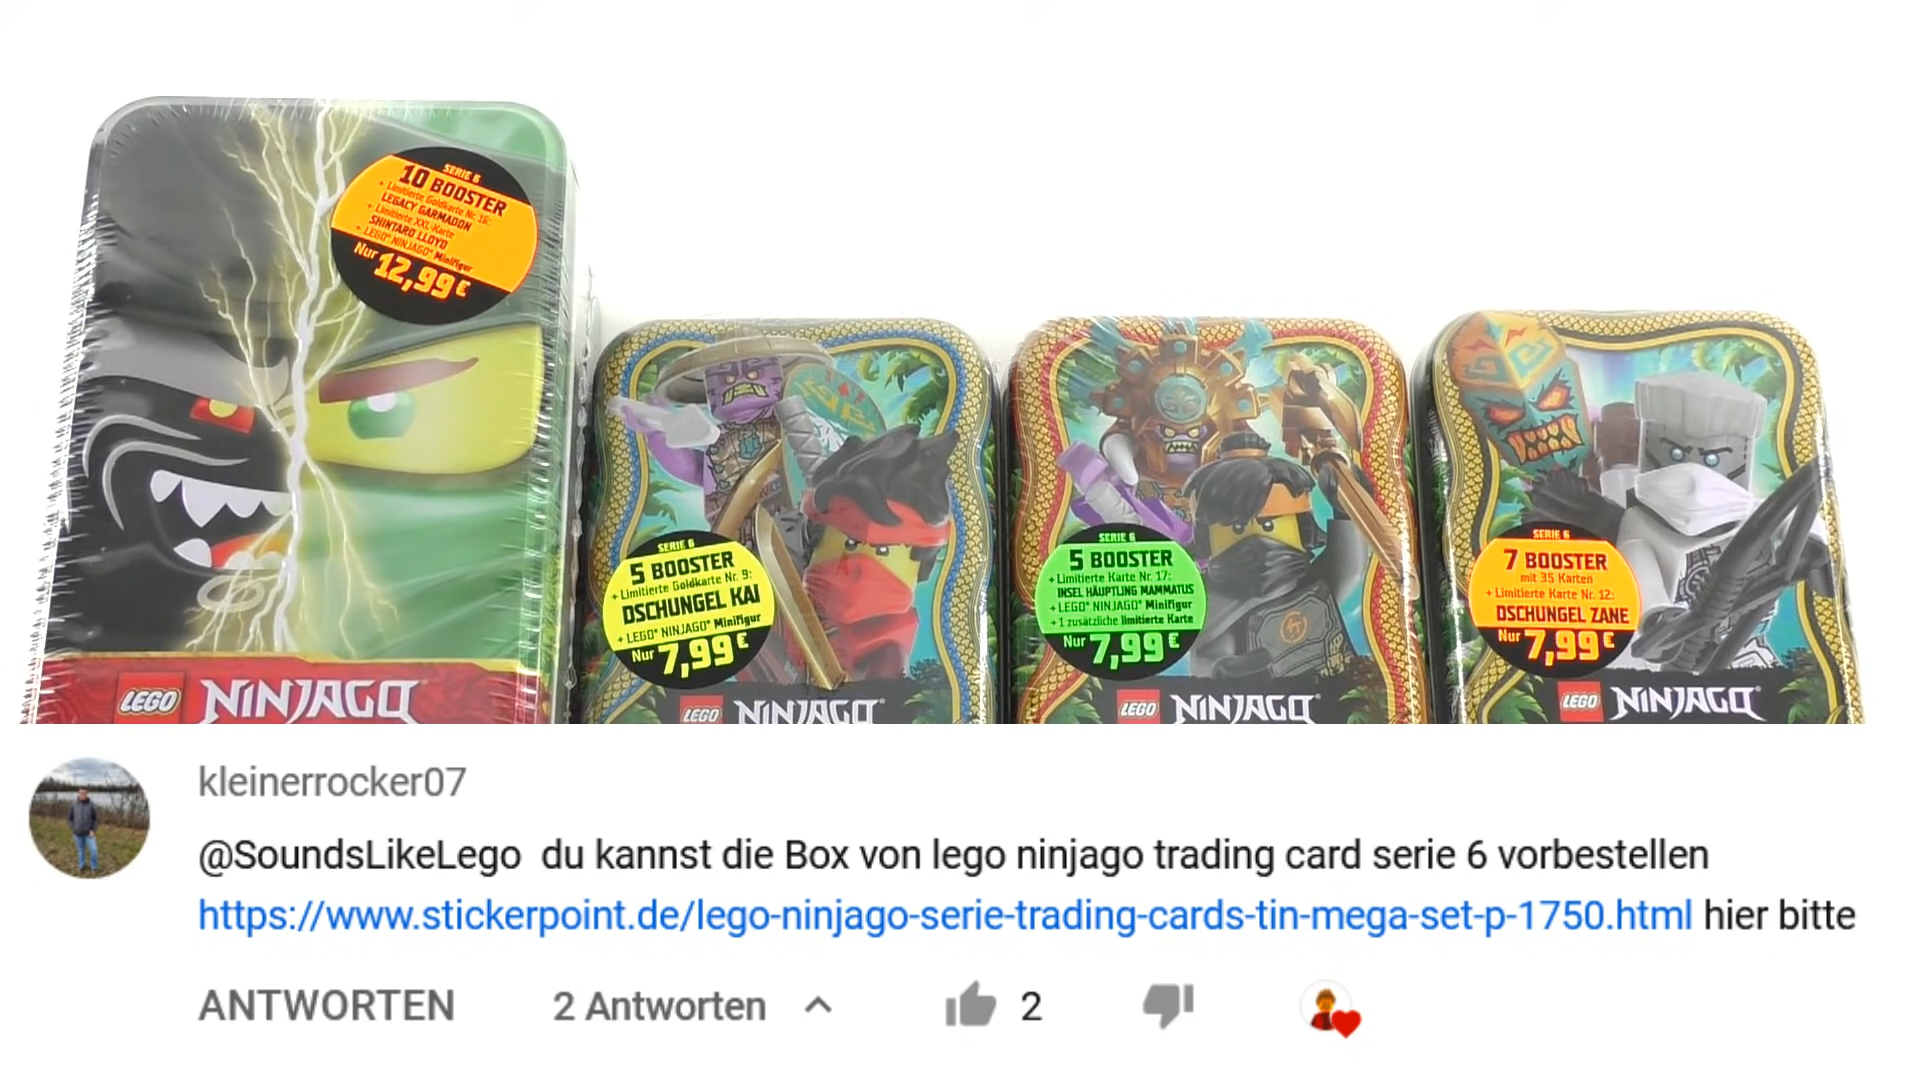 SERIE 6
10 BOOSTER
+ Limitierte Goldkarte Nr. 16:
LEGACY GARMADON
+ Limitierte XXL-Karte
SHINTARO LLOYD
+ LEGO® NINJAGO® Minifigur
Nur 12,99 €
LEGO NINJAGO
SERIE 6
5 BOOSTER
+ Limitierte Goldkarte Nr. 9:
DSCHUNGEL KAI
+ LEGO® NINJAGO® Minifigur
Nur 7,99 €
LEGO NINJAGO®
SERIE 6
5 BOOSTER
+ Limitierte Karte Nr. 17:
INSEL HÄUPTLING MAMMATUS
+ LEGO® NINJAGO® Minifigur
+ 1 zusätzliche limitierte Karte
Nur 7,99 €
LEGO NINJAGO®
SERIE 6
7 BOOSTER
mit 35 Karten
+ Limitierte Karte Nr. 12:
DSCHUNGEL ZANE
Nur 7,99 €
LEGO NINJAGO®
kleinerrocker07
@SoundsLikeLego du kannst die Box von lego ninjago trading card serie 6 vorbestellen
https://www.stickerpoint.de/lego-ninjago-serie-trading-cards-tin-mega-set-p-1750.html hier bitte
ANTWORTEN 2 Antworten 2